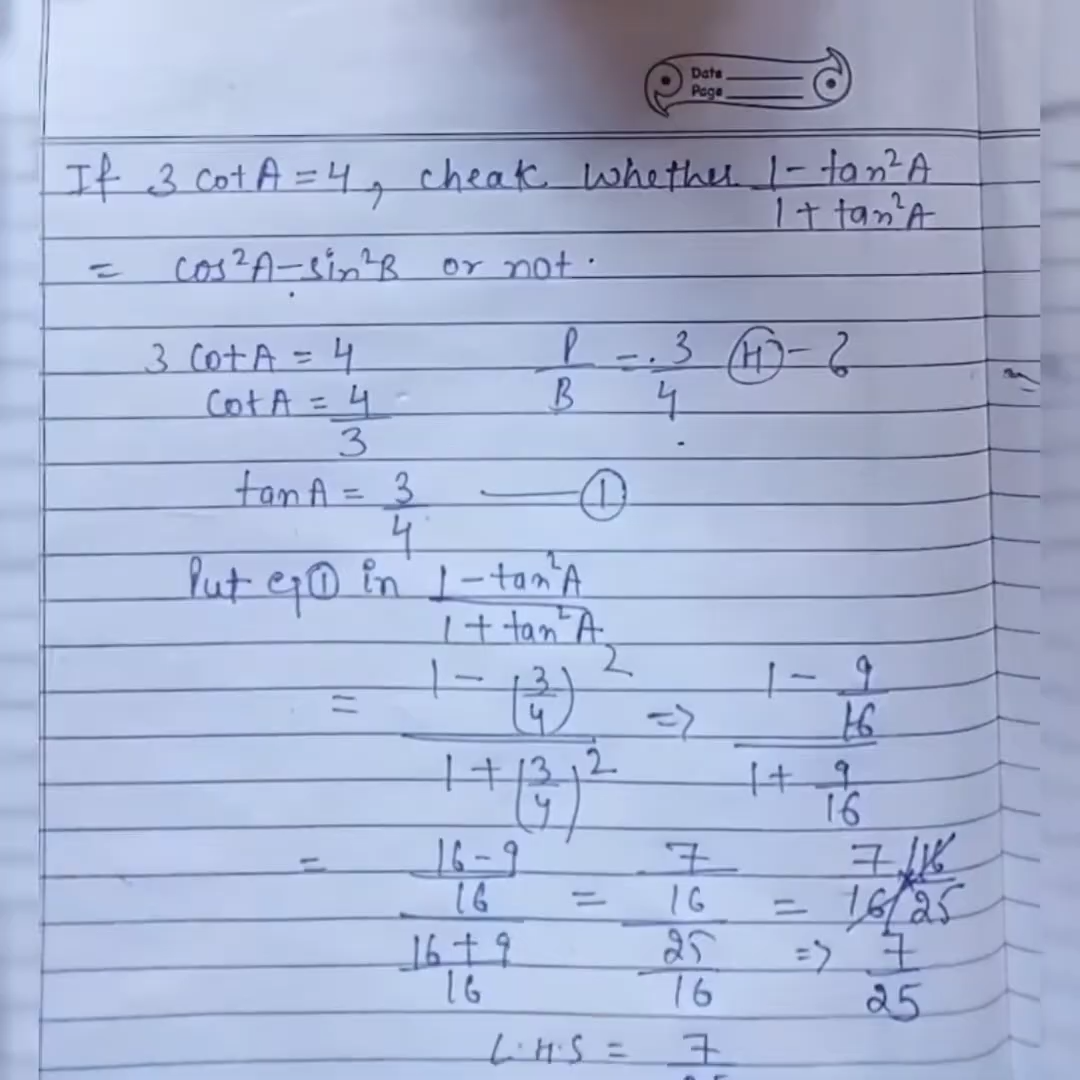 Date
Page
If 3 cot A = 4, cheak whether 1 - tan²A / 1 + tan²A
= cos²A - sin²B or not.
3 cot A = 4 P/B = 3/4 (H) - ?
cot A = 4/3
tan A = 3/4 —— ①
Put eq ① in 1 - tan²A / 1 + tan²A
= 1 - (3/4)² / 1 + (3/4)² => 1 - 9/16 / 1 + 9/16
= 16 - 9/16 / 16 + 9/16 = 7/16 / 25/16 = 7/16 × 16/25
=> 7/25
L.H.S = 7